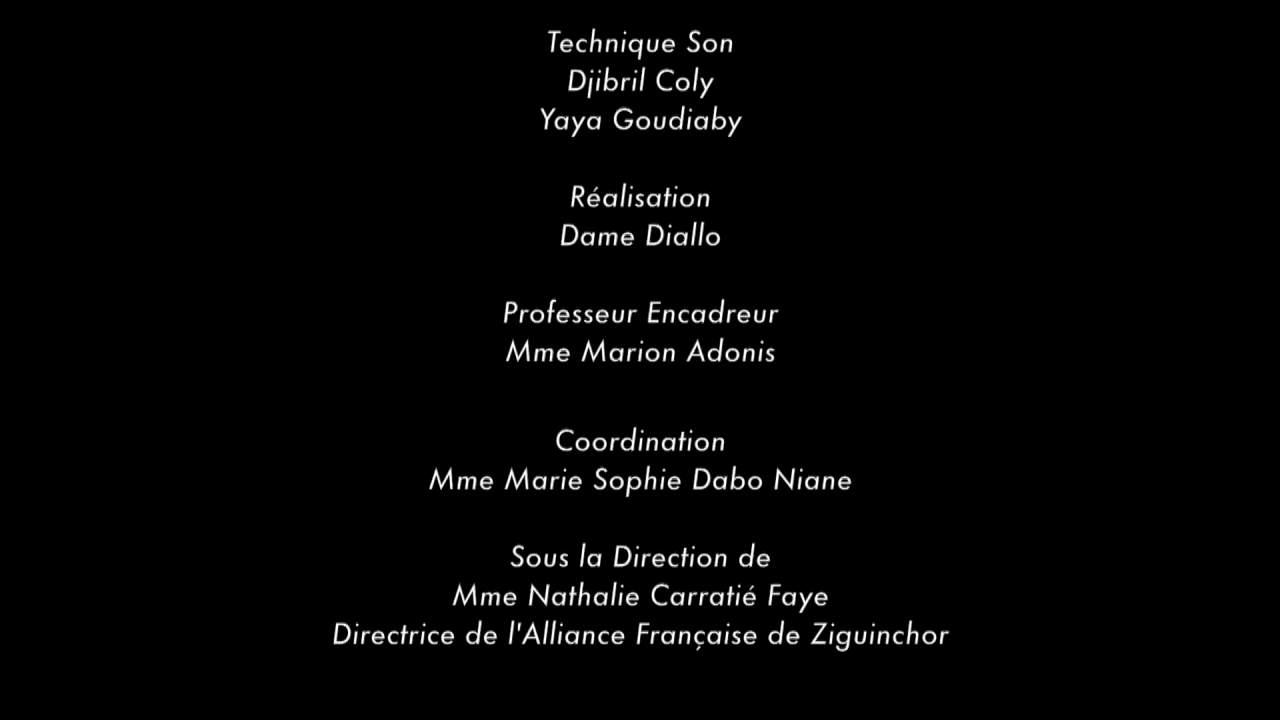 Technique Son
Djibril Coly
Yaya Goudiaby
Réalisation
Dame Diallo
Professeur Encadreur
Mme Marion Adonis
Coordination
Mme Marie Sophie Dabo Niane
Sous la Direction de
Mme Nathalie Carratié Faye
Directrice de l'Alliance Française de Ziguinchor